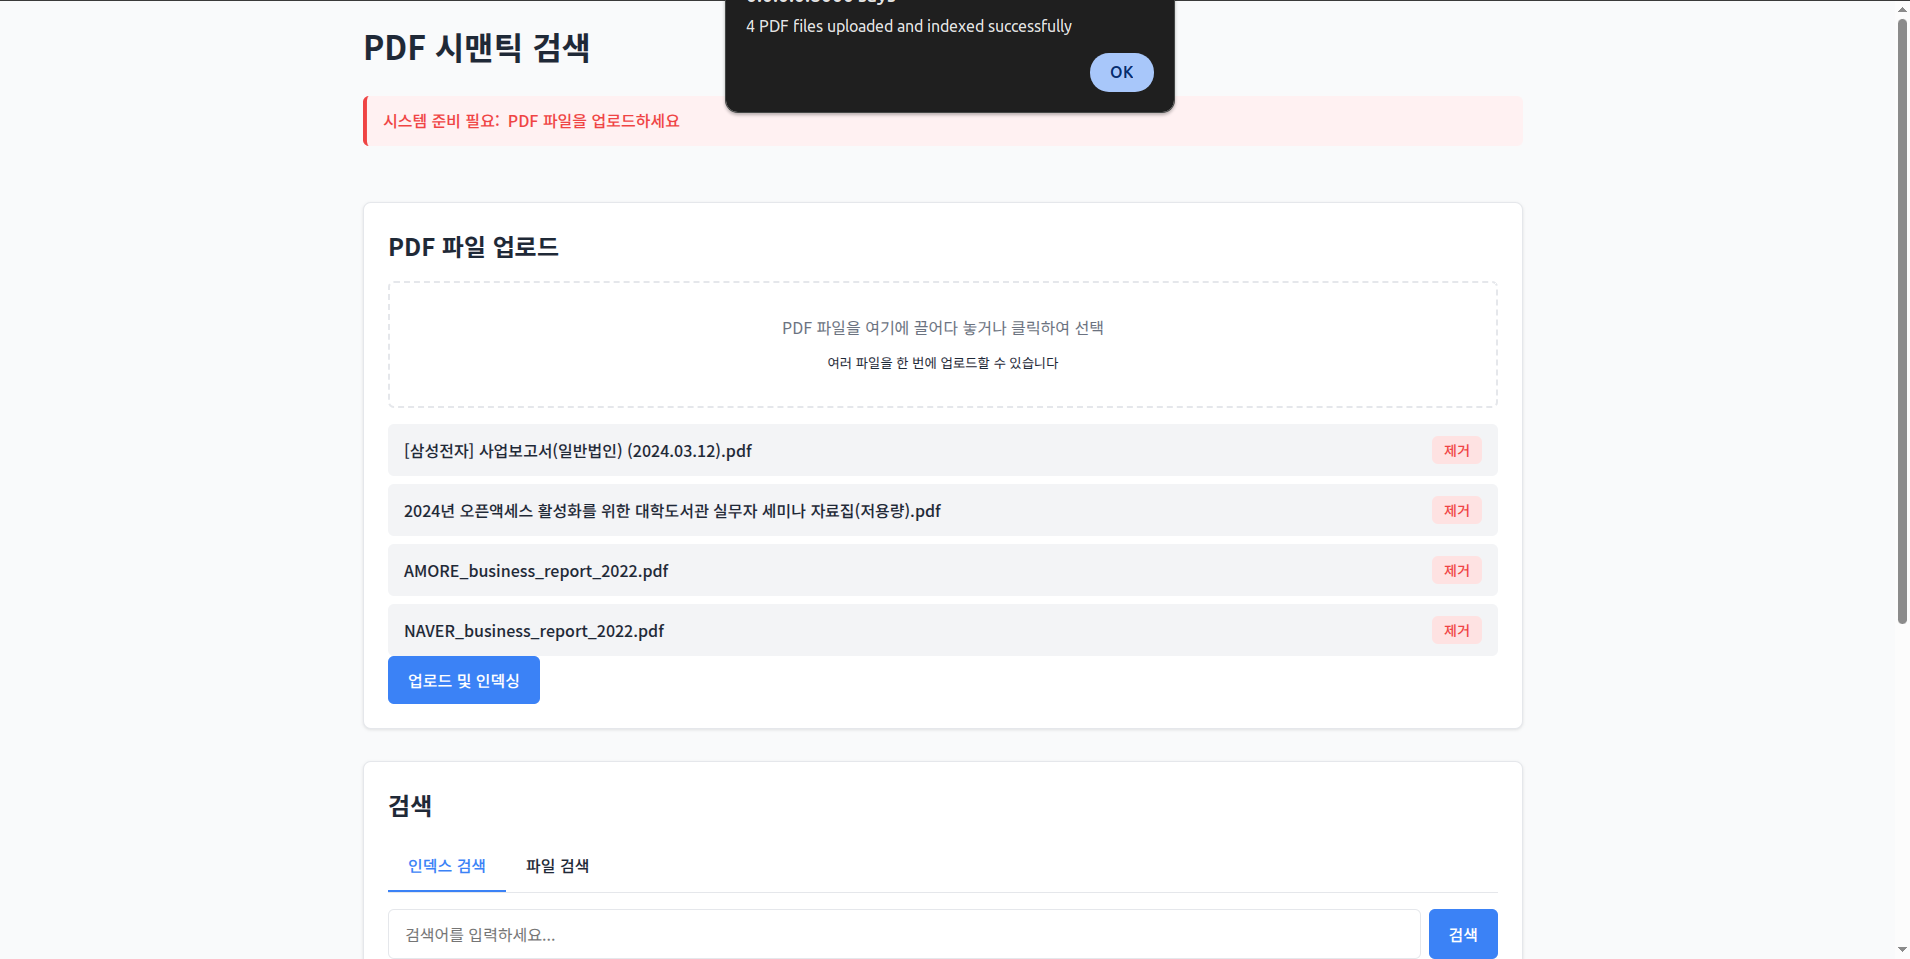 4 PDF files uploaded and indexed successfully
OK
PDF 시맨틱 검색
시스템 준비 필요: PDF 파일을 업로드하세요
PDF 파일 업로드
PDF 파일을 여기에 끌어다 놓거나 클릭하여 선택
여러 파일을 한 번에 업로드할 수 있습니다
[삼성전자] 사업보고서(일반법인) (2024.03.12).pdf 제거
2024년 오픈액세스 활성화를 위한 대학도서관 실무자 세미나 자료집(저용량).pdf 제거
AMORE_business_report_2022.pdf 제거
NAVER_business_report_2022.pdf 제거
업로드 및 인덱싱
검색
인덱스 검색 파일 검색
검색어를 입력하세요... 검색